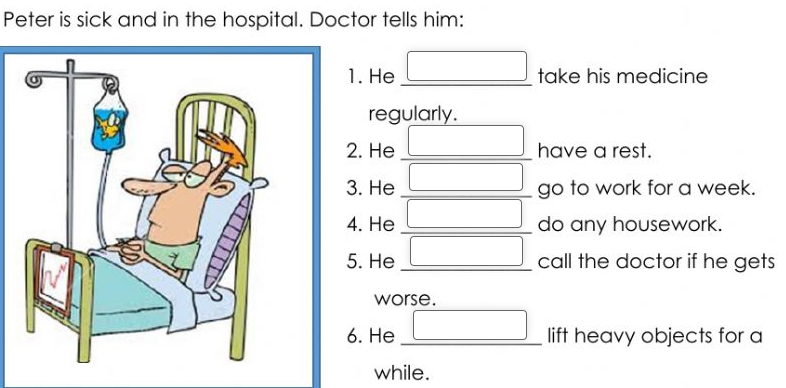 Peter is sick and in the hospital. Doctor tells him:
1. He ____________ take his medicine
regularly.
2. He ____________ have a rest.
3. He ____________ go to work for a week.
4. He ____________ do any housework.
5. He ____________ call the doctor if he gets
worse.
6. He ____________ lift heavy objects for a
while.